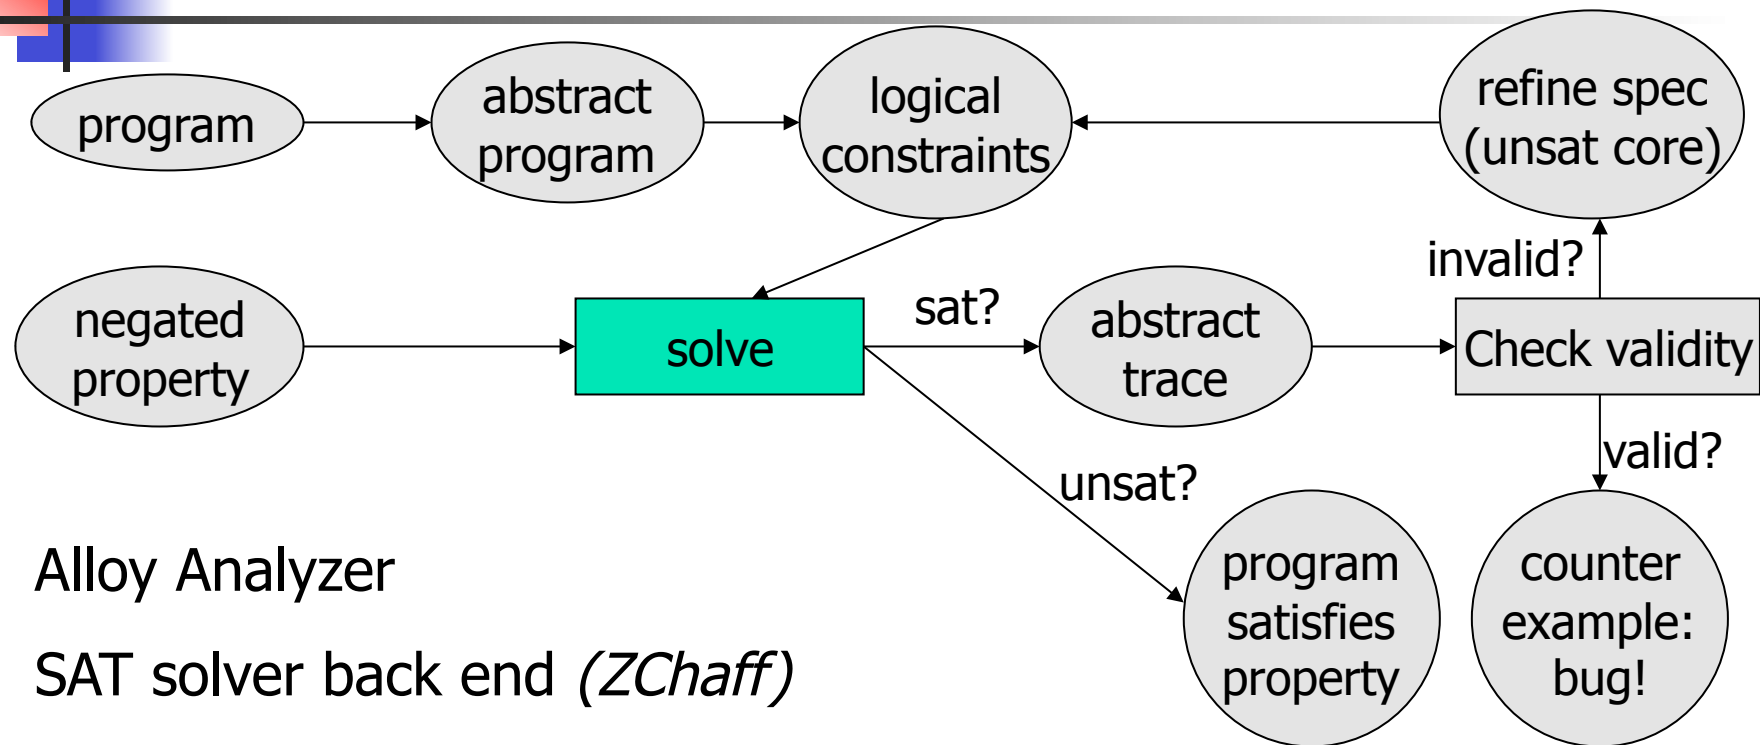 program
abstract
program
logical
constraints
refine spec
(unsat core)
invalid?
negated
property
solve
sat?
abstract
trace
Check validity
valid?
unsat?
program
satisfies
property
counter
example:
bug!
Alloy Analyzer
SAT solver back end (ZChaff)